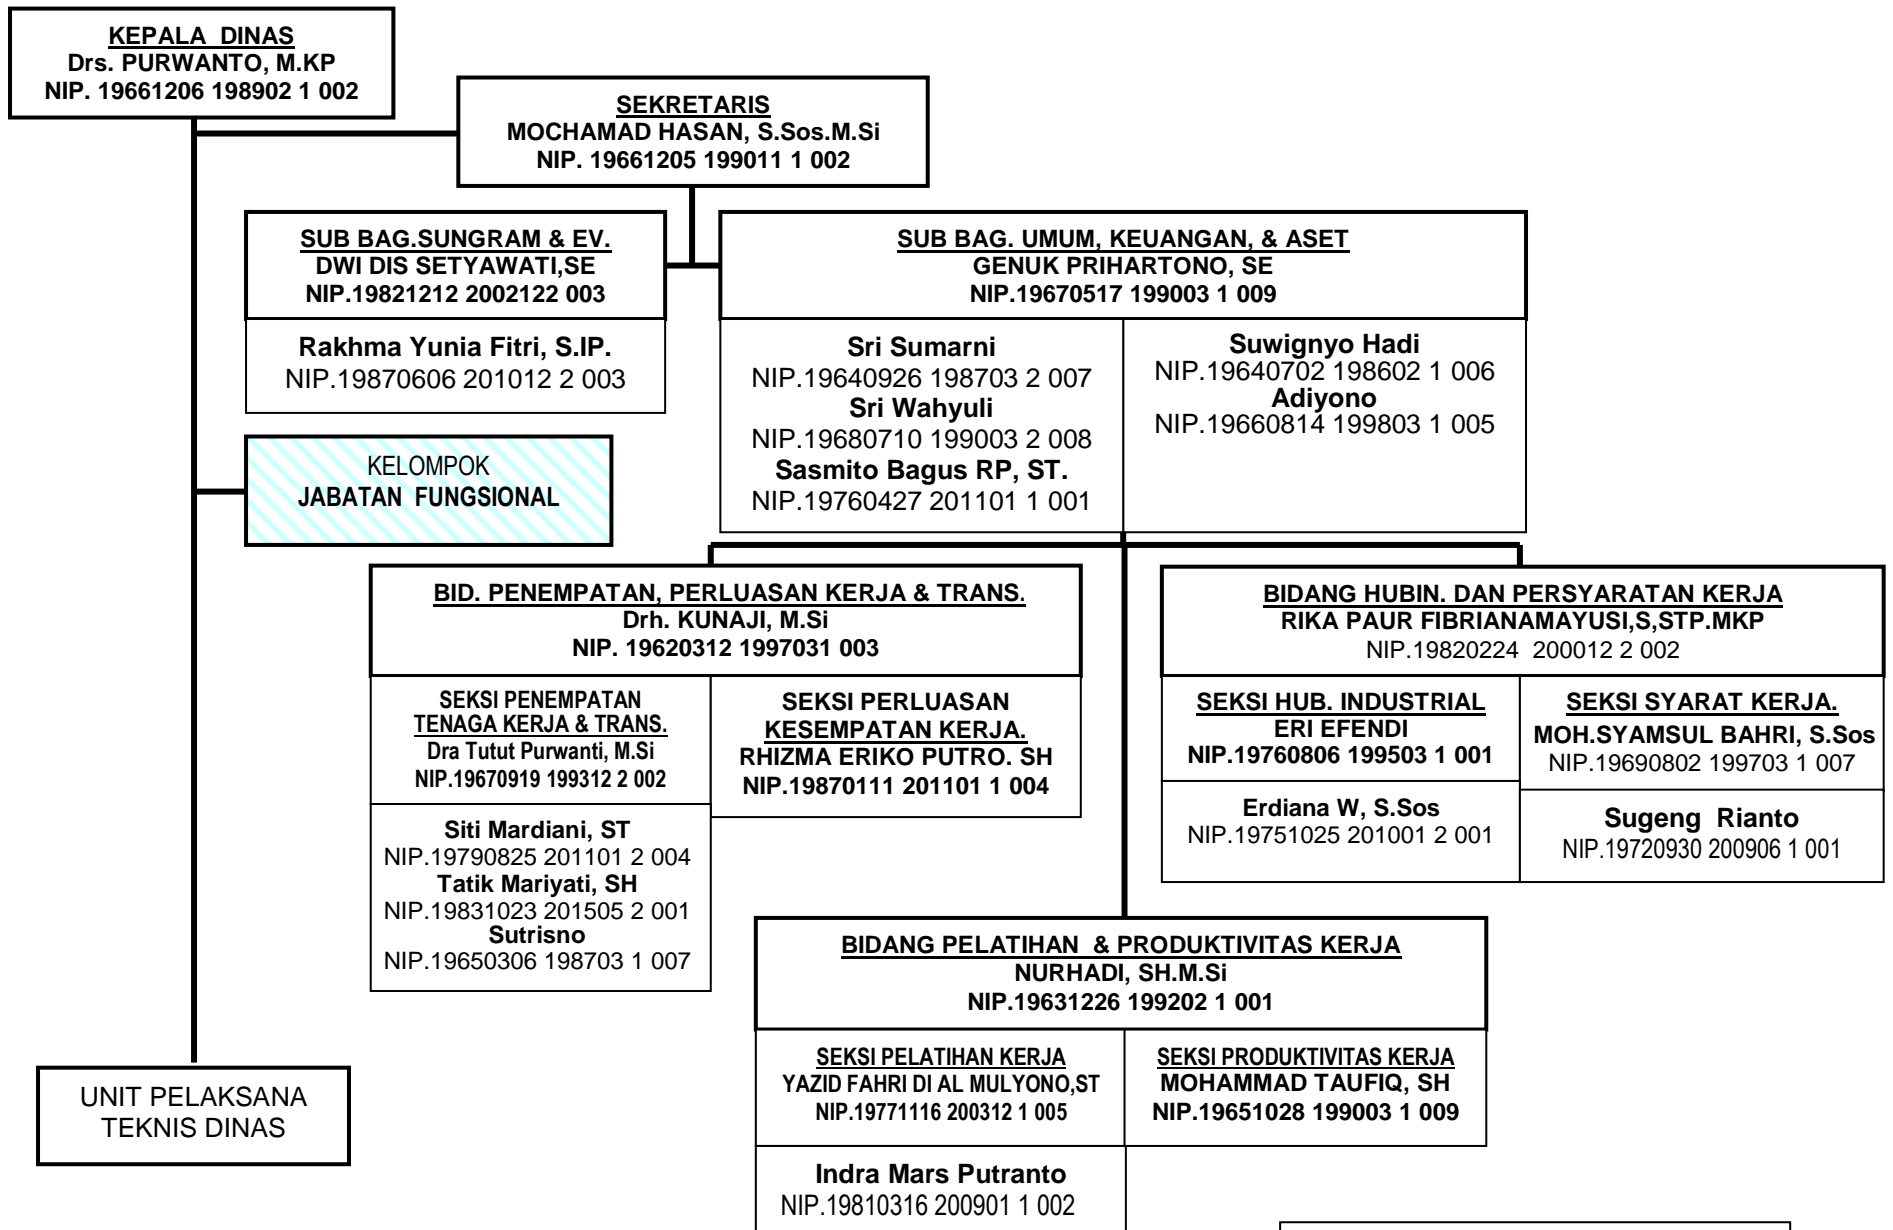 KEPALA  DINAS
Drs. PURWANTO, M.KP
NIP. 19661206 198902 1 002
SEKRETARIS
MOCHAMAD HASAN, S.Sos.M.Si
NIP. 19661205 199011 1 002
SUB BAG.SUNGRAM & EV.
DWI DIS SETYAWATI,SE
NIP.19821212 2002122 003
Rakhma Yunia Fitri, S.IP.
NIP.19870606 201012 2 003
SUB BAG. UMUM, KEUANGAN, & ASET
GENUK PRIHARTONO, SE
NIP.19670517 199003 1 009
Sri Sumarni
NIP.19640926 198703 2 007
Sri Wahyuli
NIP.19680710 199003 2 008
Sasmito Bagus RP, ST.
NIP.19760427 201101 1 001
Suwignyo Hadi
NIP.19640702 198602 1 006
Adiyono
NIP.19660814 199803 1 005
KELOMPOK
JABATAN  FUNGSIONAL
BID. PENEMPATAN, PERLUASAN KERJA & TRANS.
Drh. KUNAJI, M.Si
NIP. 19620312 1997031 003
SEKSI PENEMPATAN
TENAGA KERJA & TRANS.
Dra Tutut Purwanti, M.Si
NIP.19670919 199312 2 002
Siti Mardiani, ST
NIP.19790825 201101 2 004
Tatik Mariyati, SH
NIP.19831023 201505 2 001
Sutrisno
NIP.19650306 198703 1 007
SEKSI PERLUASAN
KESEMPATAN KERJA.
RHIZMA ERIKO PUTRO. SH
NIP.19870111 201101 1 004
BIDANG HUBIN. DAN PERSYARATAN KERJA
RIKA PAUR FIBRIANAMAYUSI,S,STP.MKP
NIP.19820224  200012 2 002
SEKSI HUB. INDUSTRIAL
ERI EFENDI
NIP.19760806 199503 1 001
Erdiana W, S.Sos
NIP.19751025 201001 2 001
SEKSI SYARAT KERJA.
MOH.SYAMSUL BAHRI, S.Sos
NIP.19690802 199703 1 007
Sugeng  Rianto
NIP.19720930 200906 1 001
BIDANG PELATIHAN  & PRODUKTIVITAS KERJA
NURHADI, SH.M.Si
NIP.19631226 199202 1 001
SEKSI PELATIHAN KERJA
YAZID FAHRI DI AL MULYONO,ST
NIP.19771116 200312 1 005
Indra Mars Putranto
NIP.19810316 200901 1 002
SEKSI PRODUKTIVITAS KERJA
MOHAMMAD TAUFIQ, SH
NIP.19651028 199003 1 009
UNIT PELAKSANA
TEKNIS DINAS